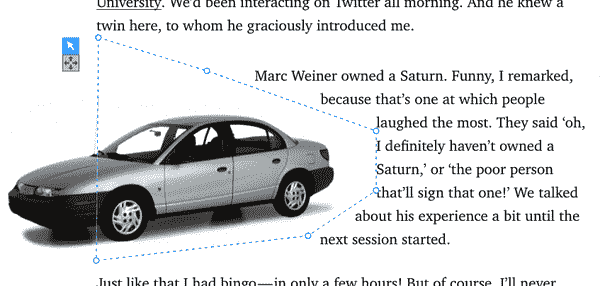 University. We’d been interacting on Twitter all morning. And he knew a
twin here, to whom he graciously introduced me.
Marc Weiner owned a Saturn. Funny, I remarked,
because that’s one at which people
laughed the most. They said ‘oh,
I definitely haven’t owned a
Saturn,’ or ‘the poor person
that’ll sign that one!’ We talked
about his experience a bit until the
next session started.
Just like that I had bingo—in only a few hours! But of course, I’ll never